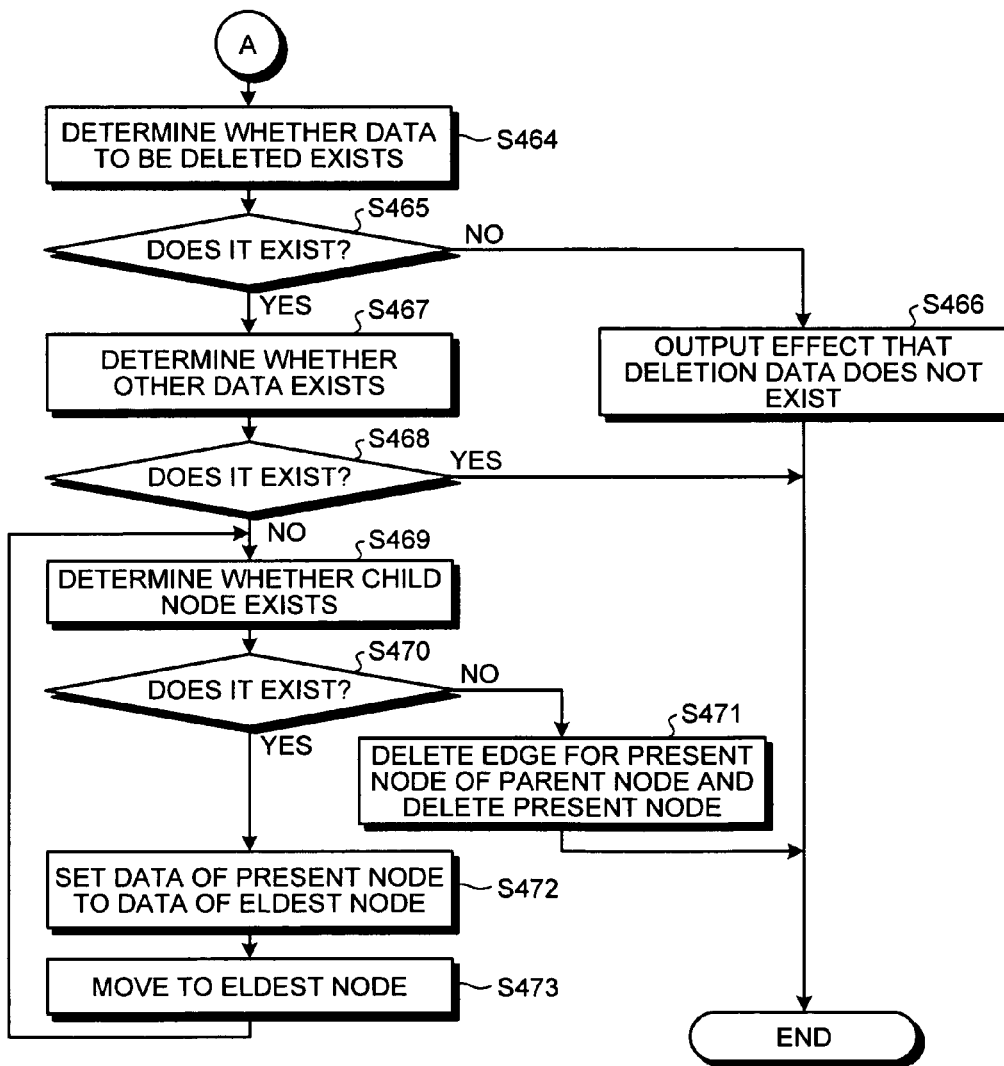 A
DETERMINE WHETHER DATA
TO BE DELETED EXISTS
S464
S465
DOES IT EXIST?
NO
YES
S467
DETERMINE WHETHER
OTHER DATA EXISTS
S466
OUTPUT EFFECT THAT
DELETION DATA DOES NOT
EXIST
S468
DOES IT EXIST?
YES
NO
S469
DETERMINE WHETHER CHILD
NODE EXISTS
S470
DOES IT EXIST?
NO
YES
S471
DELETE EDGE FOR PRESENT
NODE OF PARENT NODE AND
DELETE PRESENT NODE
SET DATA OF PRESENT NODE
TO DATA OF ELDEST NODE
S472
MOVE TO ELDEST NODE
S473
END